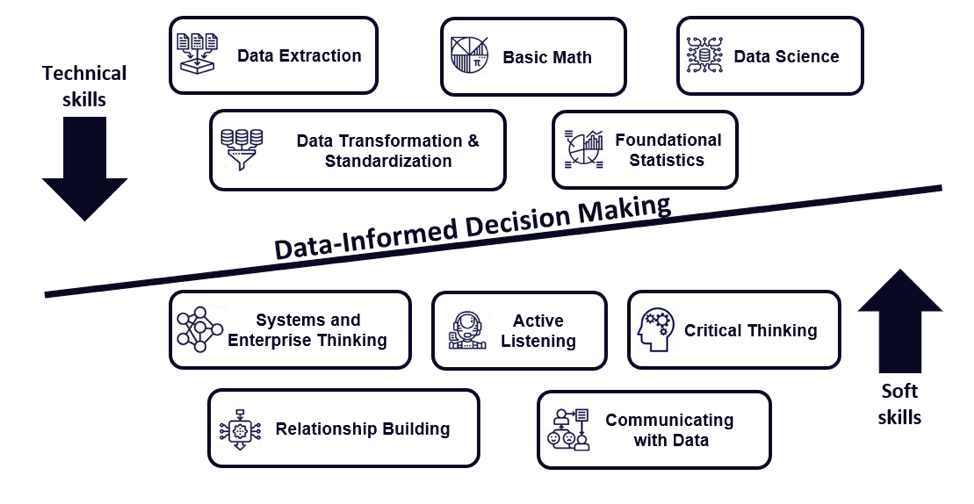 Technical
skills
Data Extraction
Basic Math
π
Data Science
Data Transformation &
Standardization
Foundational
Statistics
Data-Informed Decision Making
Systems and
Enterprise Thinking
Active
Listening
Critical Thinking
Relationship Building
Communicating
with Data
Soft
skills